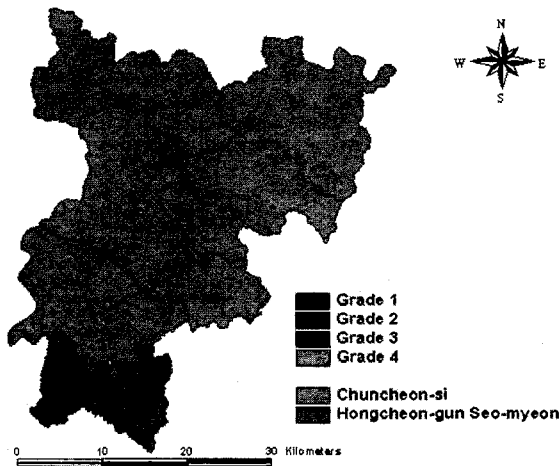 N
W E
S
Grade 1
Grade 2
Grade 3
Grade 4
Chuncheon-si
Hongcheon-gun Seo-myeon
0 10 20 30 Kilometers